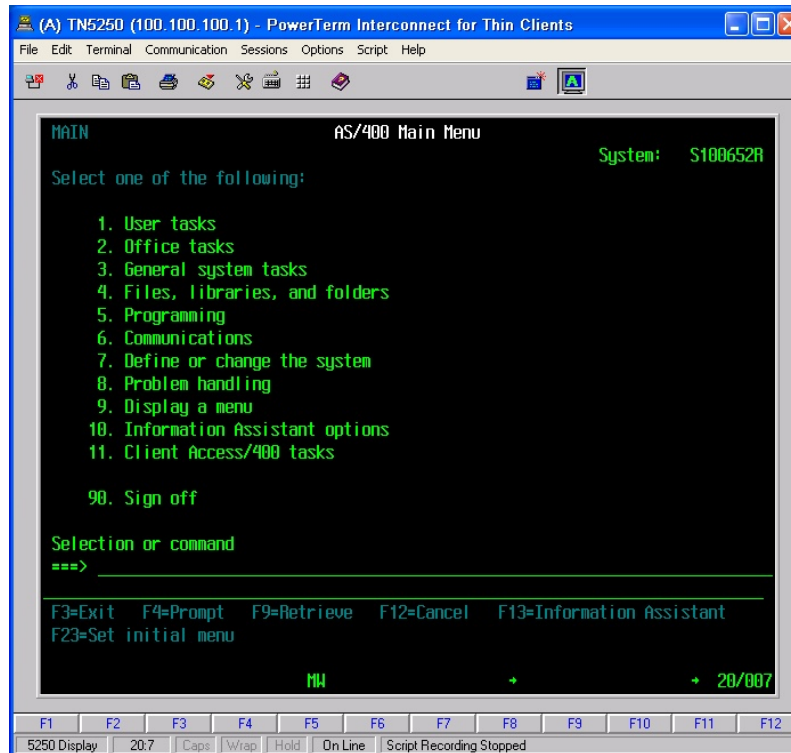 (A) TN5250 (100.100.100.1) - PowerTerm Interconnect for Thin Clients
File Edit Terminal Communication Sessions Options Script Help
A
MAIN AS/400 Main Menu
System: S100652R
Select one of the following:
1. User tasks
2. Office tasks
3. General system tasks
4. Files, libraries, and folders
5. Programming
6. Communications
7. Define or change the system
8. Problem handling
9. Display a menu
10. Information Assistant options
11. Client Access/400 tasks
90. Sign off
Selection or command
===>
F3=Exit F4=Prompt F9=Retrieve F12=Cancel F13=Information Assistant
F23=Set initial menu
MW 20/007
F1 F2 F3 F4 F5 F6 F7 F8 F9 F10 F11 F12
5250 Display 20:7 Caps Wrap Hold On Line Script Recording Stopped